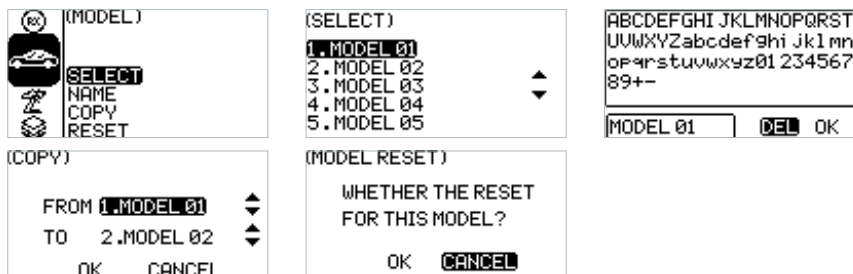 RX
(MODEL)
SELECT
NAME
COPY
RESET
(SELECT)
1.MODEL 01
2.MODEL 02
3.MODEL 03
4.MODEL 04
5.MODEL 05
ABCDEFGHIJKLMNOPQRST
UVWXYZabcdefghijklmn
opqrstuvwxyz01234567
89+-
MODEL 01 DEL OK
(COPY)
FROM 1.MODEL 01
TO 2.MODEL 02
OK CANCEL
(MODEL RESET)
WHETHER THE RESET
FOR THIS MODEL?
OK CANCEL